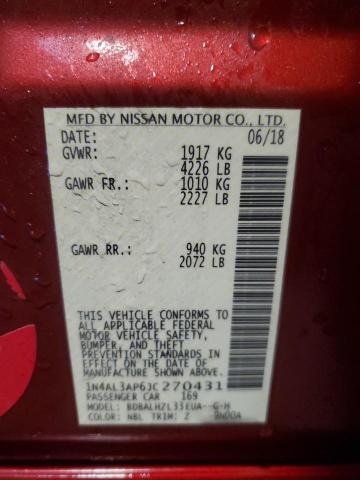 MFD BY NISSAN MOTOR CO., LTD.
DATE: 06/18
GVWR: 1917 KG
4226 LB
GAWR FR.: 1010 KG
2227 LB
GAWR RR.: 940 KG
2072 LB
THIS VEHICLE CONFORMS TO
ALL APPLICABLE FEDERAL
MOTOR VEHICLE SAFETY,
BUMPER, AND THEFT
PREVENTION STANDARDS IN
EFFECT ON THE DATE OF
MANUFACTURE SHOWN ABOVE.
1N4AL3AP6JC270431
PASSENGER CAR 169
MODEL: BDBALHZL33EUA--C-H
COLOR: NBL TRIM: Z